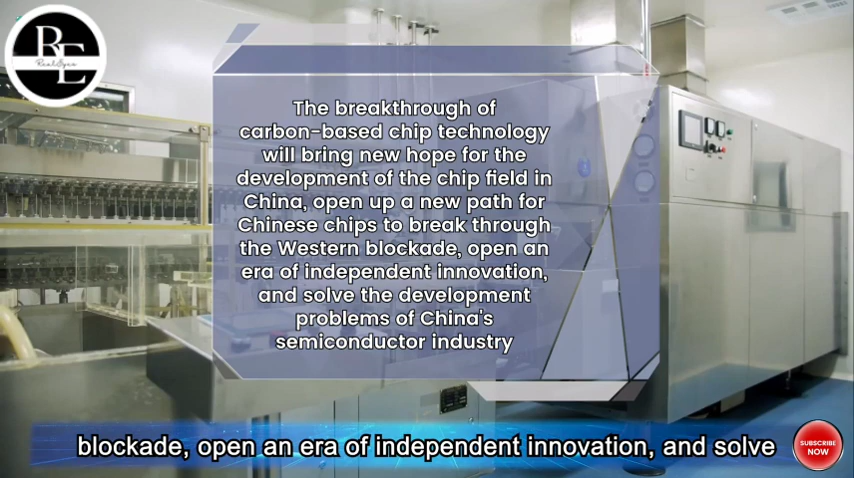 RE
RealEyes
The breakthrough of
carbon-based chip technology
will bring new hope for the
development of the chip field in
China, open up a new path for
Chinese chips to break through
the Western blockade, open an
era of independent innovation,
and solve the development
problems of China's
semiconductor industry
blockade, open an era of independent innovation, and solve
SUBSCRIBE
NOW